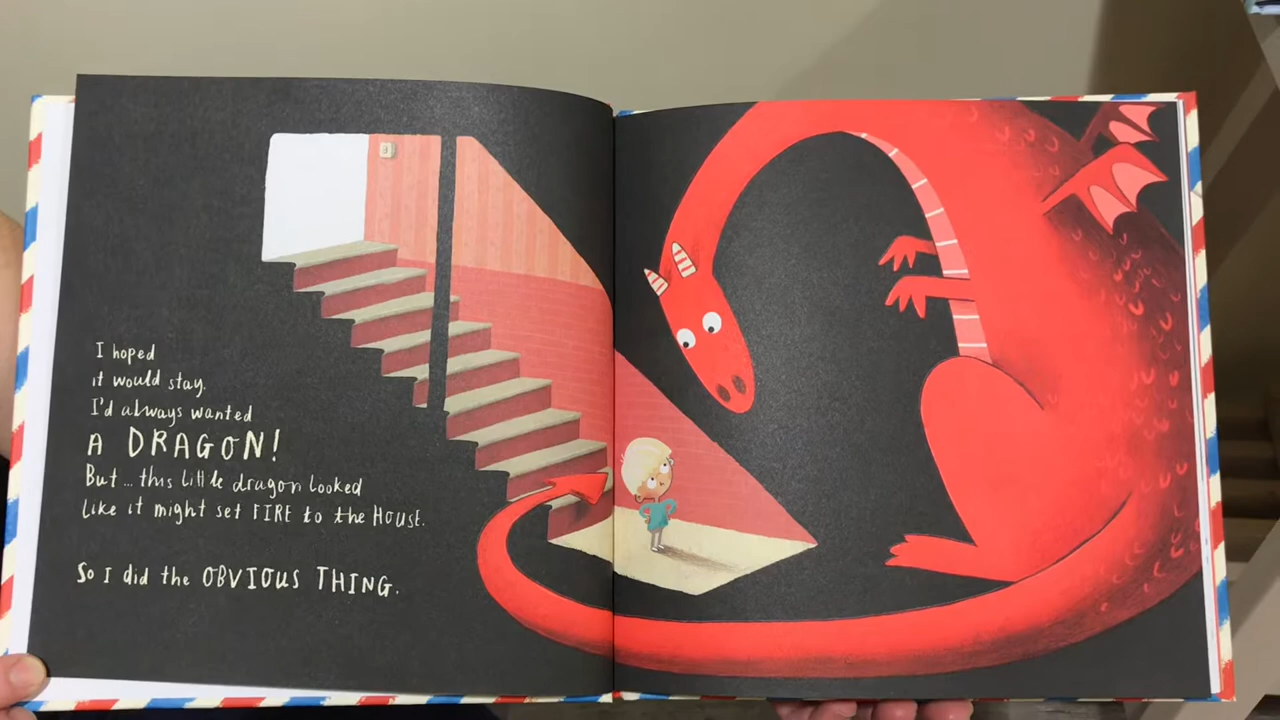 I hoped
it would stay.
I'd always wanted
A DRAGON!
But... this little dragon looked
like it might set FIRE to the HOUSE.
So I did the OBVIOUS THING.